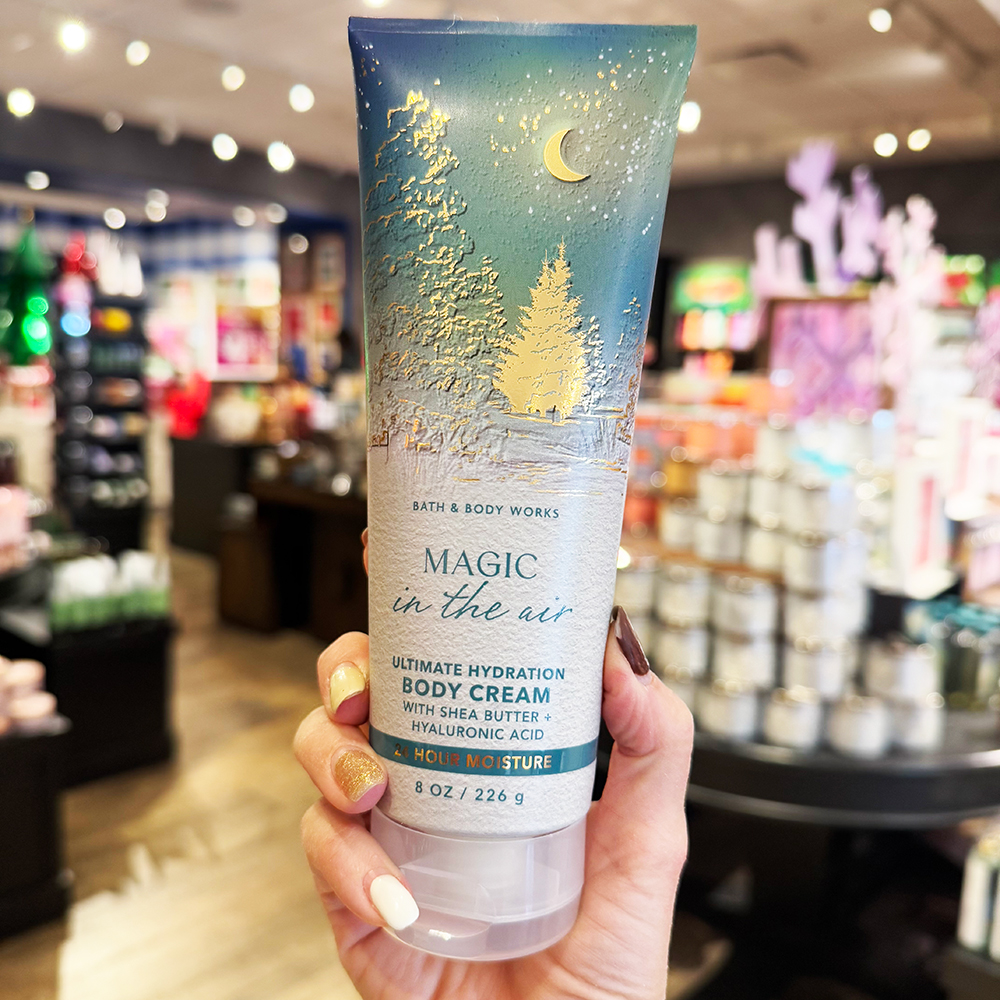 BATH & BODY WORKS
MAGIC
in the air
ULTIMATE HYDRATION
BODY CREAM
WITH SHEA BUTTER +
HYALURONIC ACID
24 HOUR MOISTURE
8 OZ / 226 g